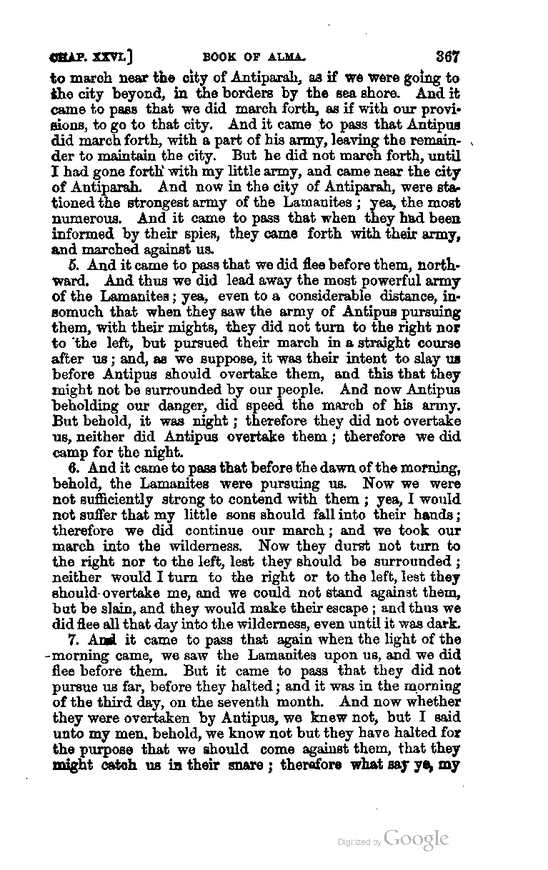 CHAP. XXVI.] BOOK OF ALMA. 367
to march near the city of Antiparah, as if we were going to
the city beyond, in the borders by the sea shore. And it
came to pass that we did march forth, as if with our provi-
sions, to go to that city. And it came to pass that Antipus
did march forth, with a part of his army, leaving the remain-
der to maintain the city. But he did not march forth, until
I had gone forth with my little army, and came near the city
of Antiparah. And now in the city of Antiparah, were sta-
tioned the strongest army of the Lamanites; yea, the most
numerous. And it came to pass that when they had been
informed by their spies, they came forth with their army,
and marched against us.
5. And it came to pass that we did flee before them, north-
ward. And thus we did lead away the most powerful army
of the Lamanites; yea, even to a considerable distance, in-
somuch that when they saw the army of Antipus pursuing
them, with their mights, they did not turn to the right nor
to the left, but pursued their march in a straight course
after us; and, as we suppose, it was their intent to slay us
before Antipus should overtake them, and this that they
might not be surrounded by our people. And now Antipus
beholding our danger, did speed the march of his army.
But behold, it was night; therefore they did not overtake
us, neither did Antipus overtake them; therefore we did
camp for the night.
6. And it came to pass that before the dawn of the morning,
behold, the Lamanites were pursuing us. Now we were
not sufficiently strong to contend with them; yea, I would
not suffer that my little sons should fall into their hands;
therefore we did continue our march; and we took our
march into the wilderness. Now they durst not turn to
the right nor to the left, lest they should be surrounded;
neither would I turn to the right or to the left, lest they
should overtake me, and we could not stand against them,
but be slain, and they would make their escape; and thus we
did flee all that day into the wilderness, even until it was dark.
7. And it came to pass that again when the light of the
morning came, we saw the Lamanites upon us, and we did
flee before them. But it came to pass that they did not
pursue us far, before they halted; and it was in the morning
of the third day, on the seventh month. And now whether
they were overtaken by Antipus, we knew not, but I said
unto my men, behold, we know not but they have halted for
the purpose that we should come against them, that they
might catch us in their snare; therefore what say ye, my
Digitized by Google